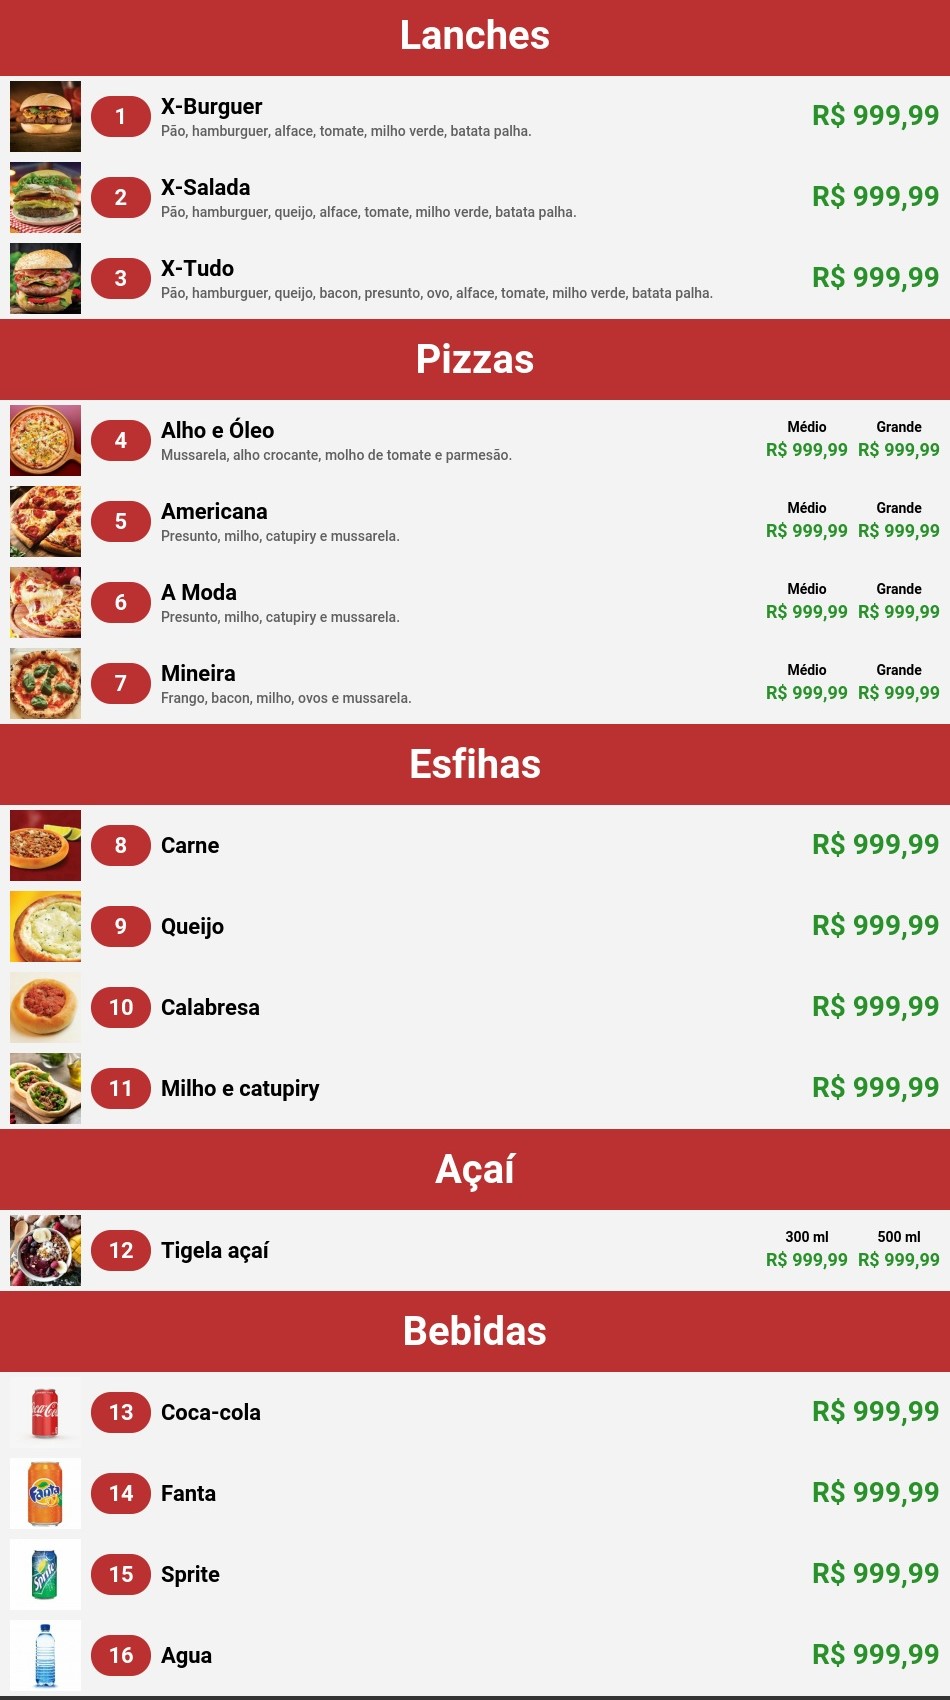 Lanches
1 X-Burguer R$ 999,99
Pão, hamburguer, alface, tomate, milho verde, batata palha.
2 X-Salada R$ 999,99
Pão, hamburguer, queijo, alface, tomate, milho verde, batata palha.
3 X-Tudo R$ 999,99
Pão, hamburguer, queijo, bacon, presunto, ovo, alface, tomate, milho verde, batata palha.
Pizzas
4 Alho e Óleo Médio Grande
Mussarela, alho crocante, molho de tomate e parmesão. R$ 999,99 R$ 999,99
5 Americana Médio Grande
Presunto, milho, catupiry e mussarela. R$ 999,99 R$ 999,99
6 A Moda Médio Grande
Presunto, milho, catupiry e mussarela. R$ 999,99 R$ 999,99
7 Mineira Médio Grande
Frango, bacon, milho, ovos e mussarela. R$ 999,99 R$ 999,99
Esfihas
8 Carne R$ 999,99
9 Queijo R$ 999,99
10 Calabresa R$ 999,99
11 Milho e catupiry R$ 999,99
Açaí
300 ml 500 ml
12 Tigela açaí R$ 999,99 R$ 999,99
Bebidas
13 Coca-cola R$ 999,99
14 Fanta R$ 999,99
Fanta
15 Sprite R$ 999,99
Sprite
16 Agua R$ 999,99